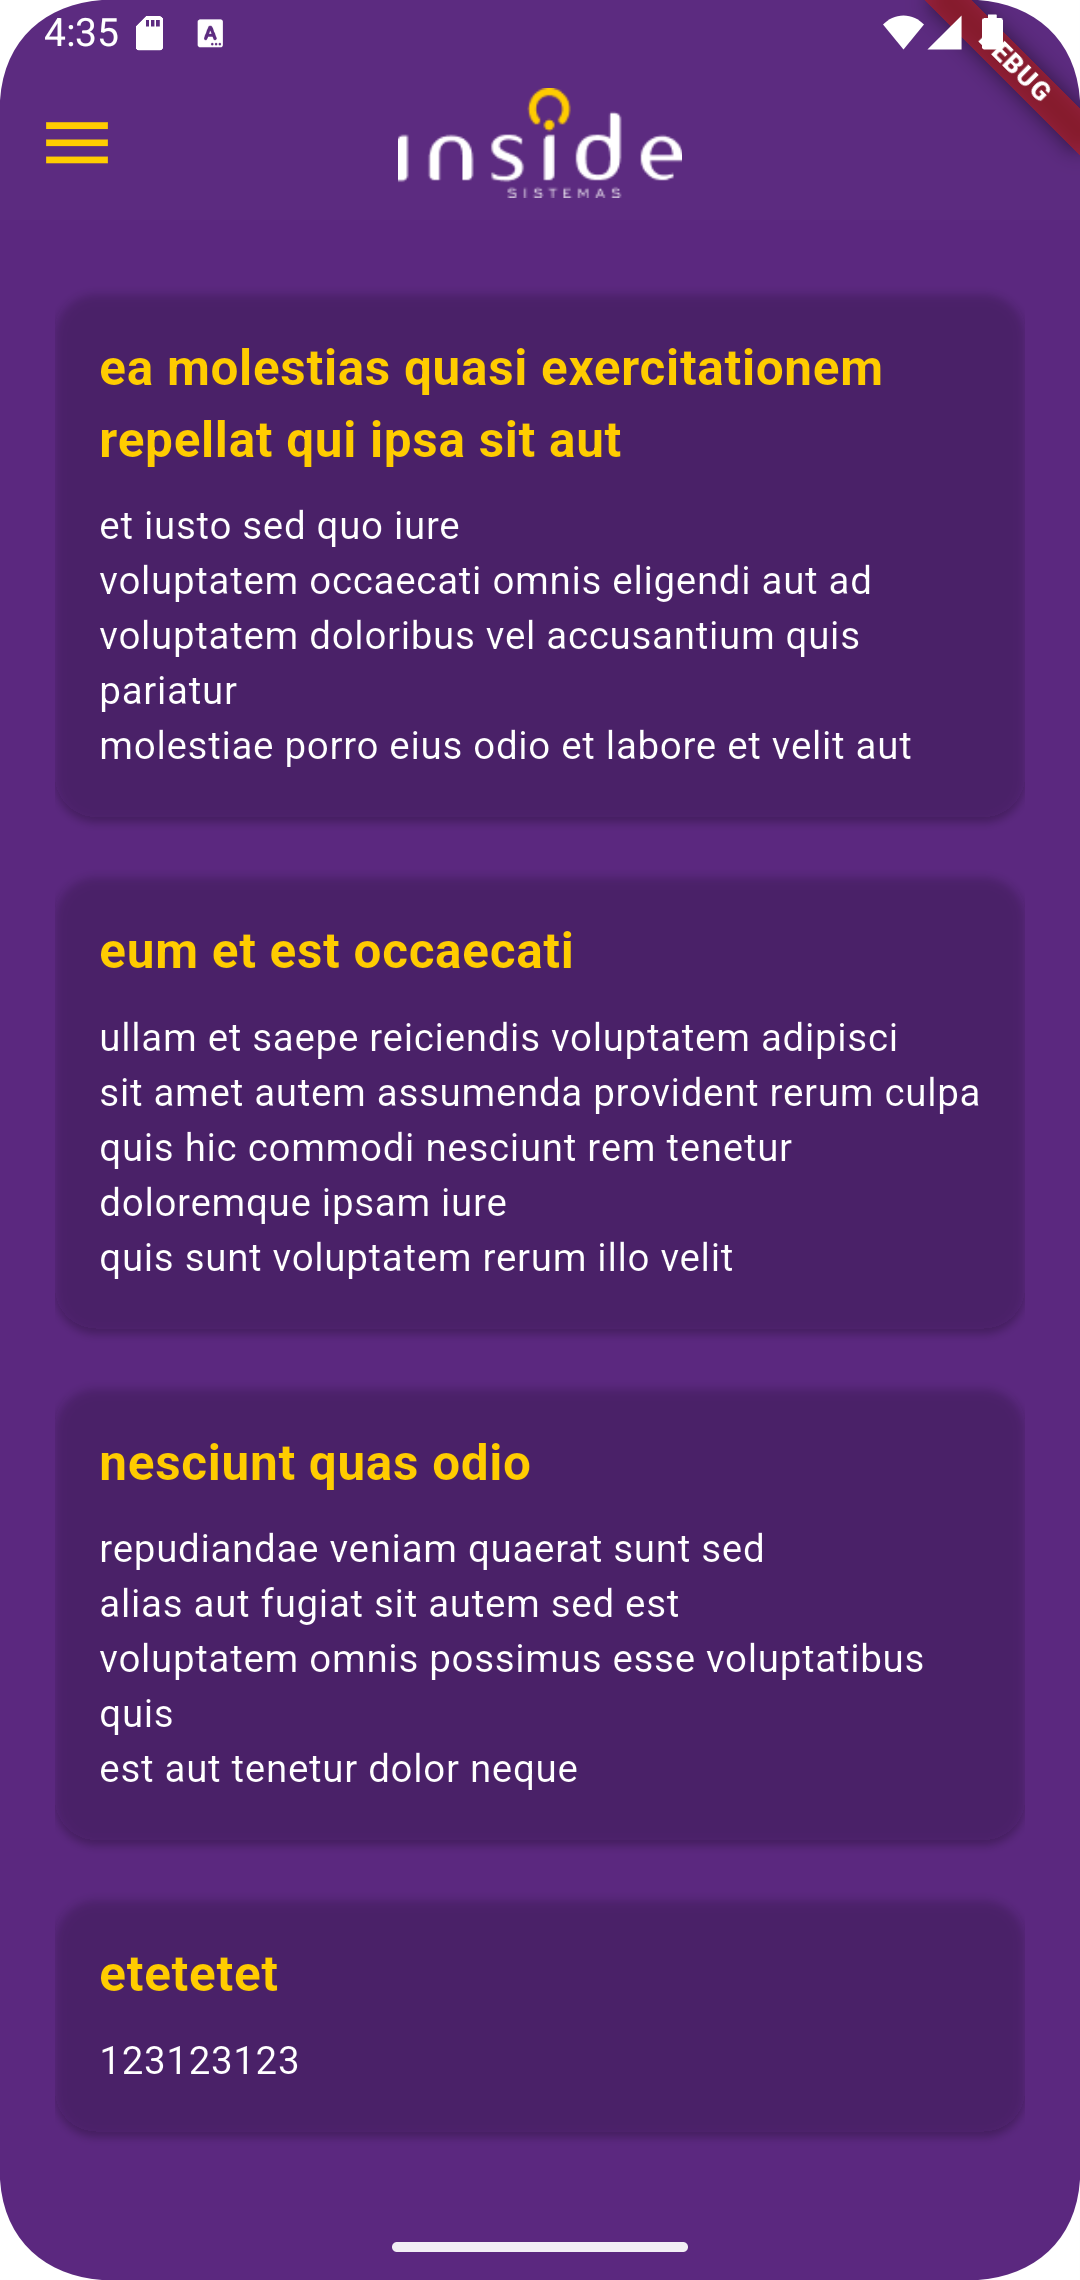 4:35
EBUG
inside
SISTEMAS
ea molestias quasi exercitationem
repellat qui ipsa sit aut
et iusto sed quo iure
voluptatem occaecati omnis eligendi aut ad
voluptatem doloribus vel accusantium quis
pariatur
molestiae porro eius odio et labore et velit aut
eum et est occaecati
ullam et saepe reiciendis voluptatem adipisci
sit amet autem assumenda provident rerum culpa
quis hic commodi nesciunt rem tenetur
doloremque ipsam iure
quis sunt voluptatem rerum illo velit
nesciunt quas odio
repudiandae veniam quaerat sunt sed
alias aut fugiat sit autem sed est
voluptatem omnis possimus esse voluptatibus
quis
est aut tenetur dolor neque
etetetet
123123123